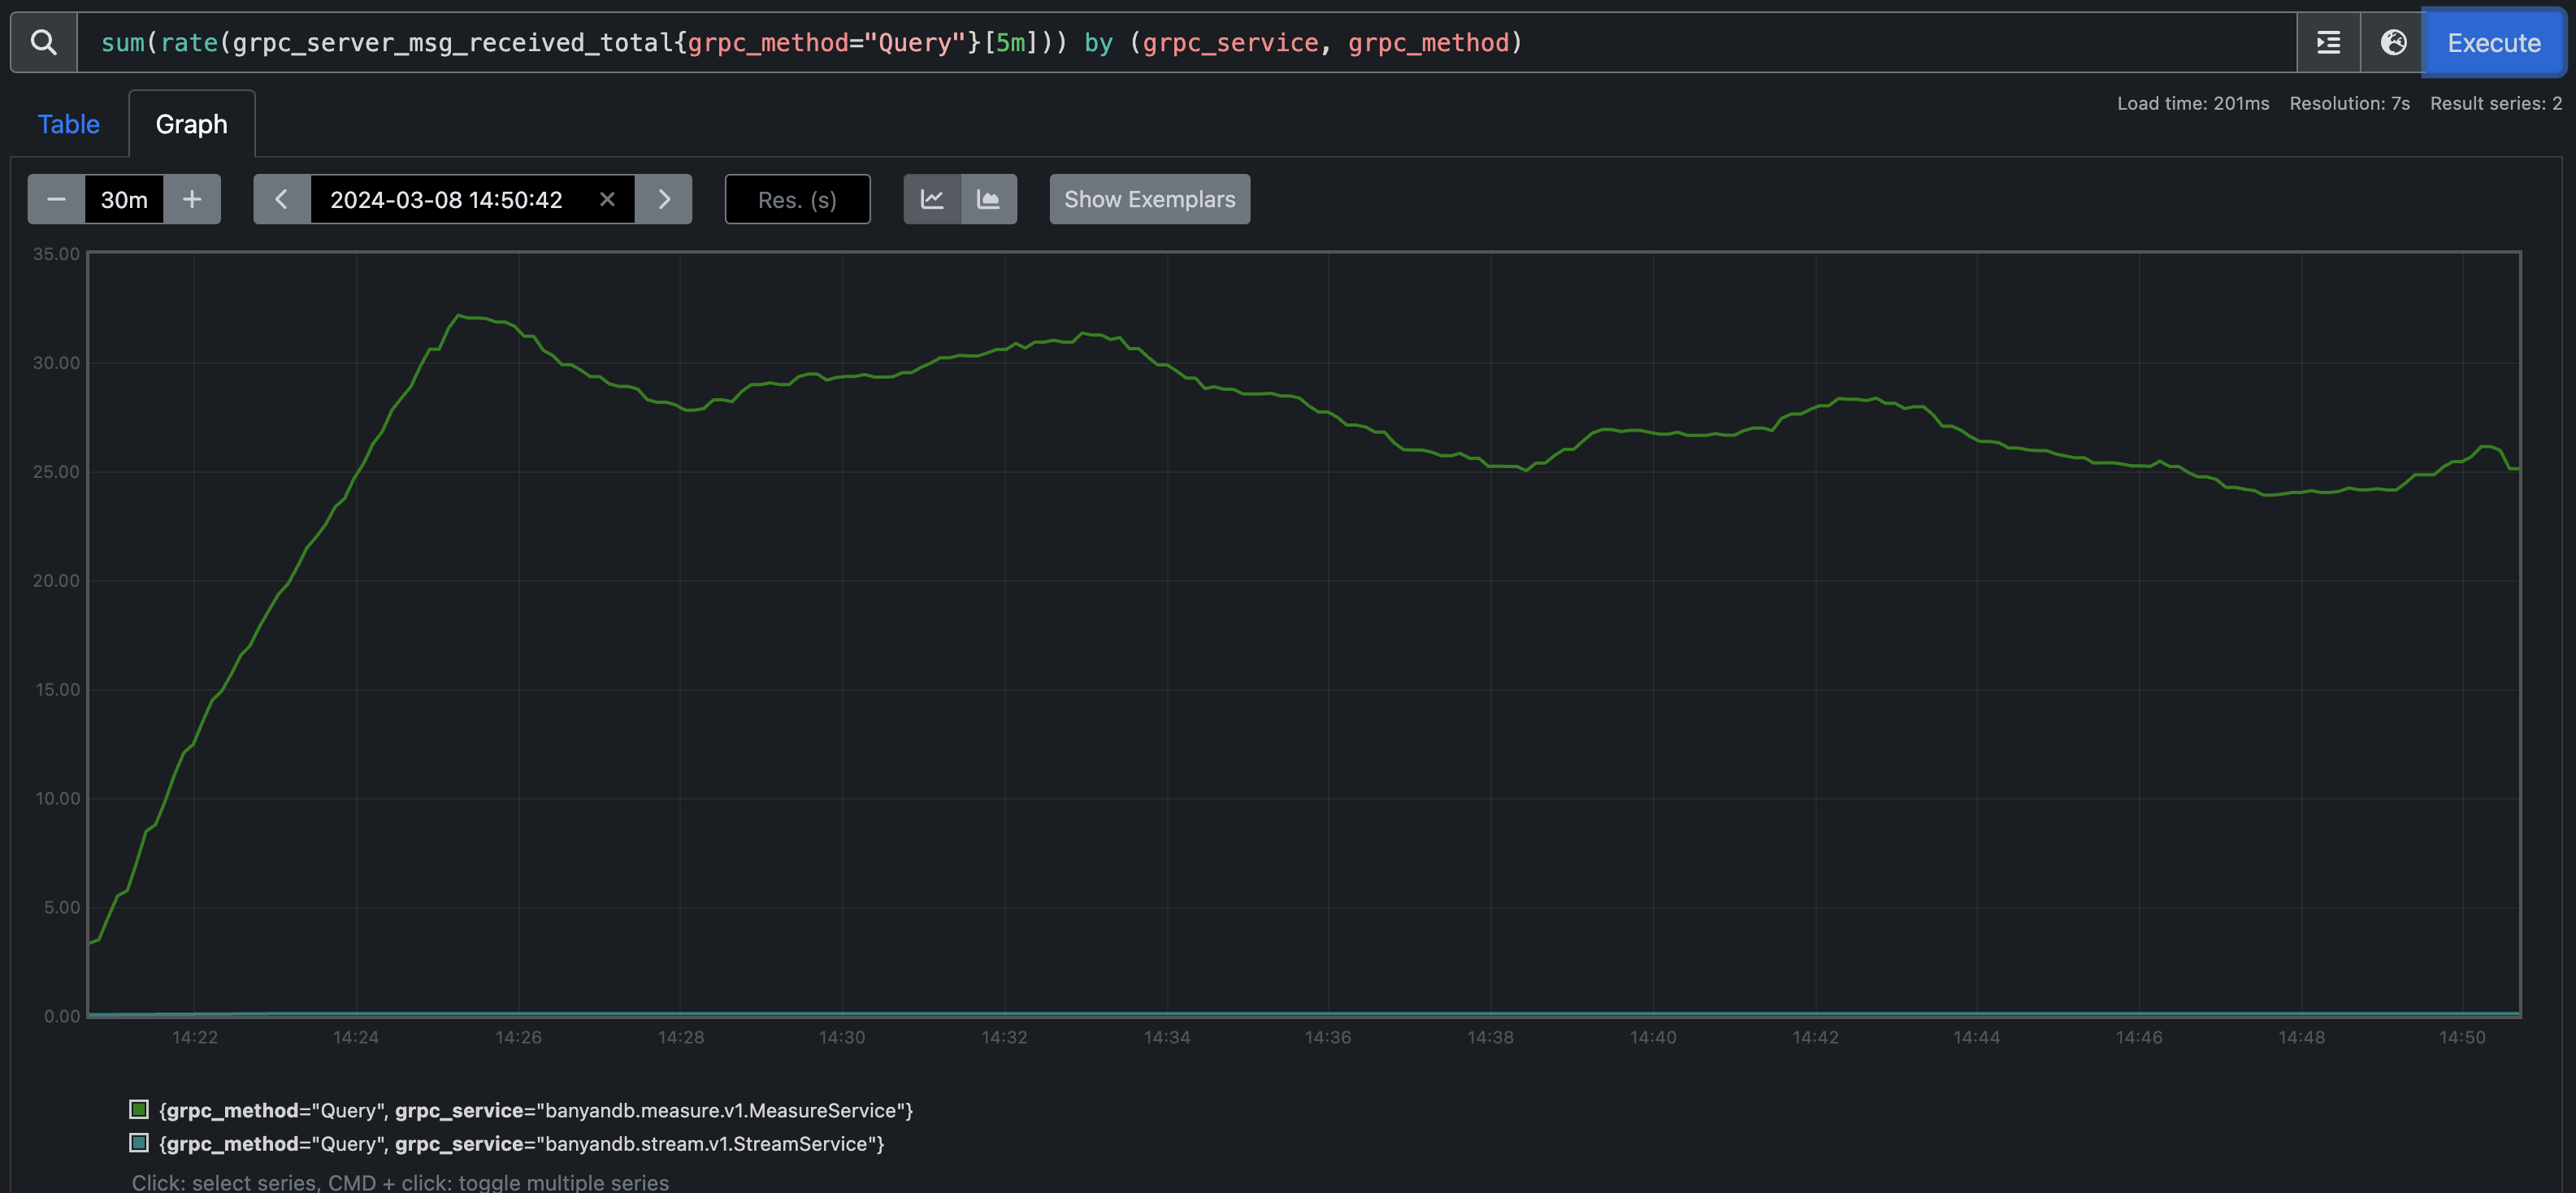 sum(rate(grpc_server_msg_received_total{grpc_method="Query"}[5m])) by (grpc_service, grpc_method)
Execute
Table
Graph
Load time: 201ms Resolution: 7s Result series: 2
30m
2024-03-08 14:50:42
Res. (s)
Show Exemplars
35.00
30.00
25.00
20.00
15.00
10.00
5.00
0.00
14:22 14:24 14:26 14:28 14:30 14:32 14:34 14:36 14:38 14:40 14:42 14:44 14:46 14:48 14:50
{grpc_method="Query", grpc_service="banyandb.measure.v1.MeasureService"}
{grpc_method="Query", grpc_service="banyandb.stream.v1.StreamService"}
Click: select series, CMD + click: toggle multiple series